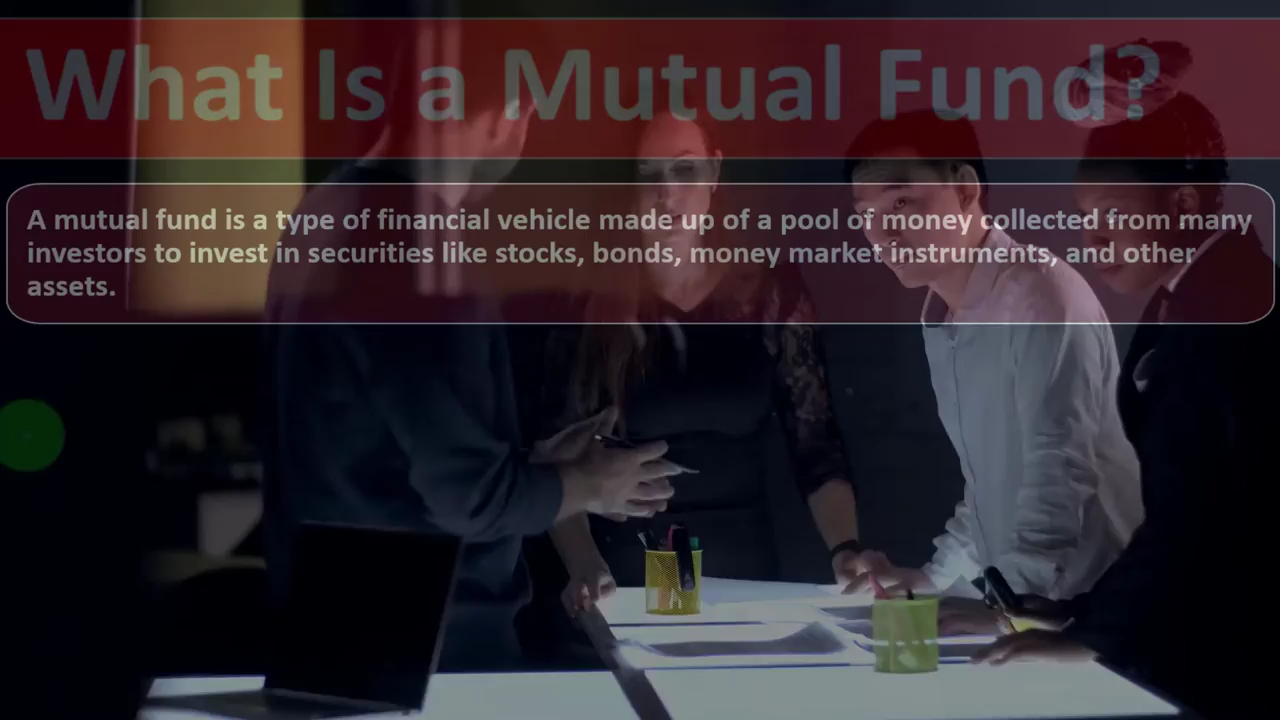 What Is a Mutual Fund?
A mutual fund is a type of financial vehicle made up of a pool of money collected from many
investors to invest in securities like stocks, bonds, money market instruments, and other
assets.